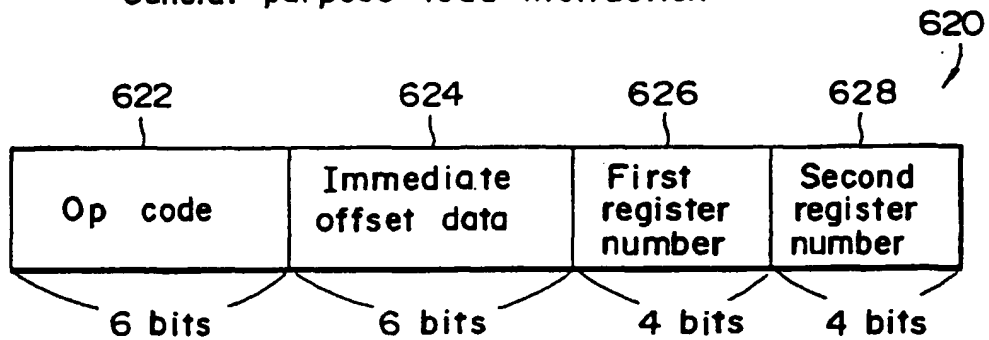 purpose
620
622 624 626 628
Op code
Immediate
offset data
First
register
number
Second
register
number
6 bits 6 bits 4 bits 4 bits